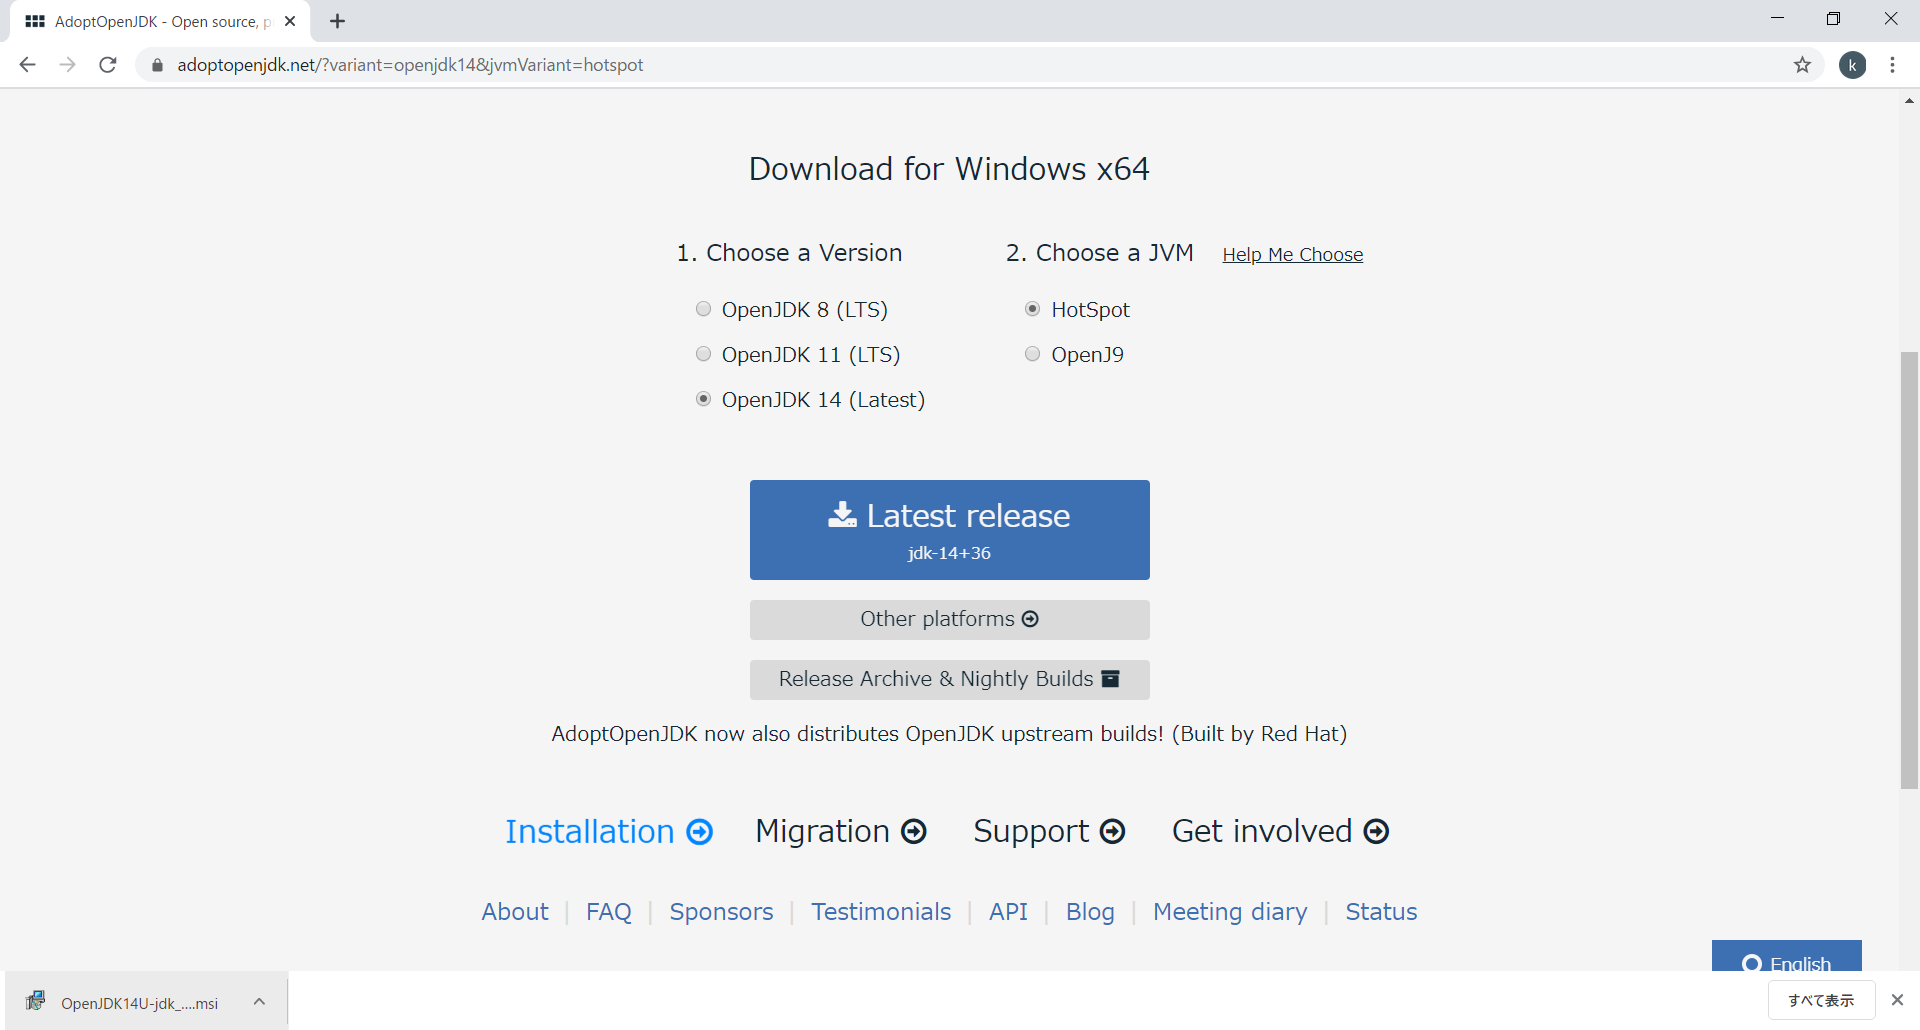 AdoptOpenJDK - Open source, p
adoptopenjdk.net/?variant=openjdk14&jvmVariant=hotspot
k
Download for Windows x64
1. Choose a Version
2. Choose a JVM
Help Me Choose
OpenJDK 8 (LTS)
HotSpot
OpenJDK 11 (LTS)
OpenJ9
OpenJDK 14 (Latest)
Latest release
jdk-14+36
Other platforms
Release Archive & Nightly Builds
AdoptOpenJDK now also distributes OpenJDK upstream builds! (Built by Red Hat)
Installation
Migration
Support
Get involved
About | FAQ | Sponsors | Testimonials | API | Blog | Meeting diary | Status
English
OpenJDK14U-jdk_....msi
すべて表示